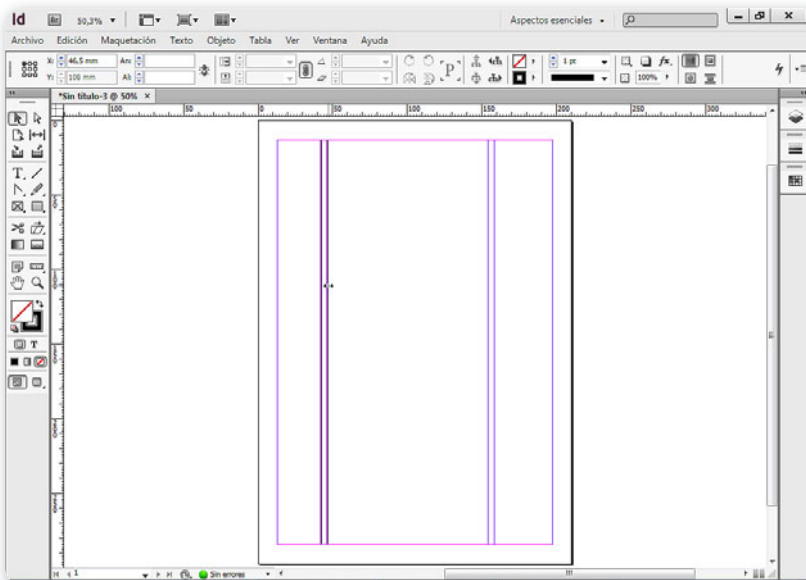 Id Br 50,3% Aspectos esenciales
Archivo Edición Maquetación Texto Objeto Tabla Ver Ventana Ayuda
X: 46,5 mm An: 1 pt
Y: 100 mm Al: 100%
*Sin título-3 @ 50% ×
100 50 0 50 100 150 200 250 300
1 Sin errores